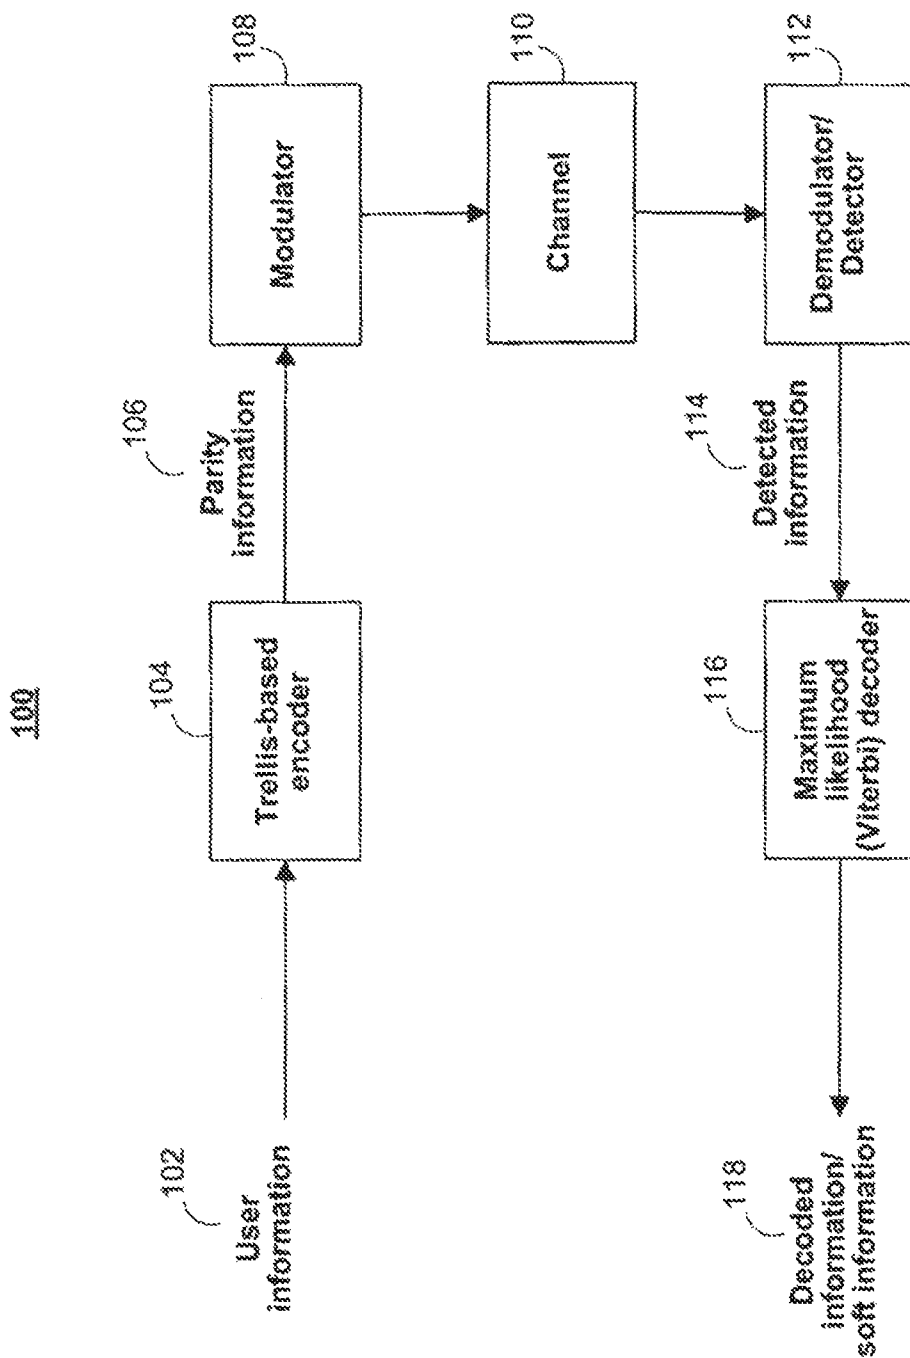 100
102
User
information
104
Trellis-based
encoder
106
Parity
information
108
Modulator
110
Channel
112
Demodulator/
Detector
114
Detected
information
116
Maximum
likelihood
(Viterbi) decoder
118
Decoded
information/
soft information